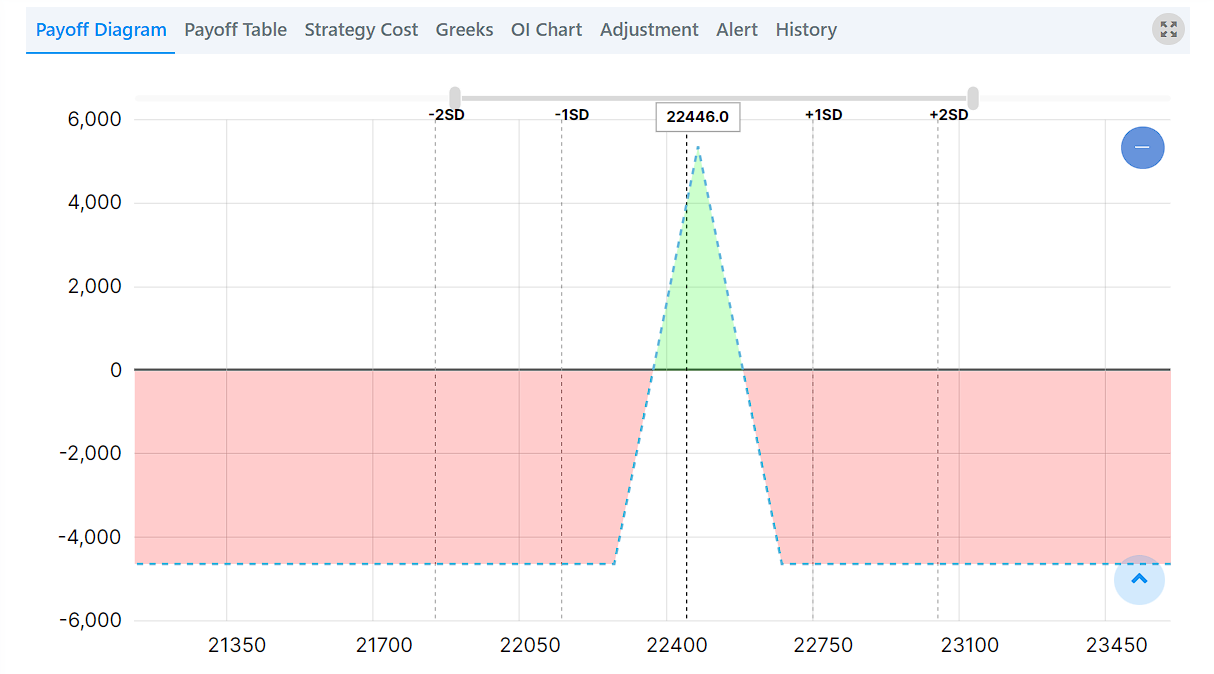 Payoff Diagram Payoff Table Strategy Cost Greeks OI Chart Adjustment Alert History
-2SD -1SD 22446.0 +1SD +2SD
6,000
4,000
2,000
0
-2,000
-4,000
-6,000
21350 21700 22050 22400 22750 23100 23450